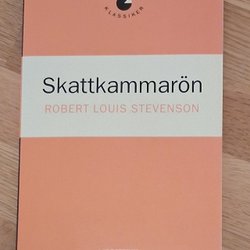 KLASSIKER
Skattkammarön
ROBERT LOUIS STEVENSON